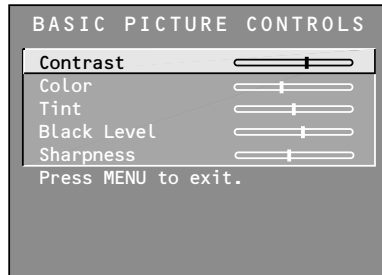 BASIC PICTURE CONTROLS
Contrast
Color
Tint
Black Level
Sharpness
Press MENU to exit.